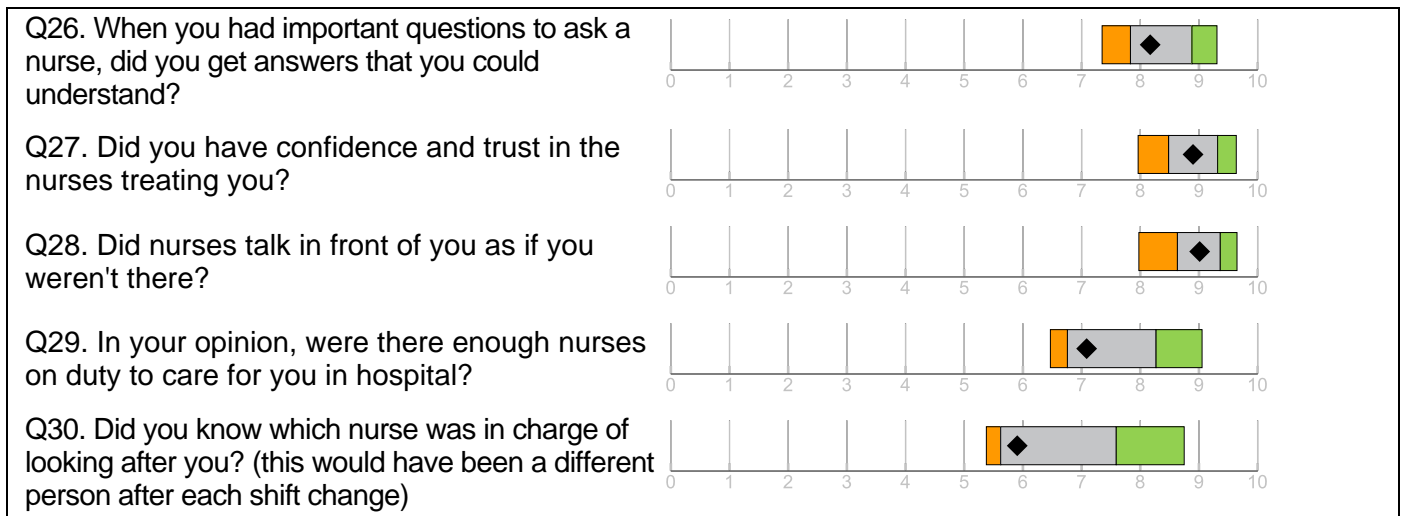 Q26. When you had important questions to ask a
nurse, did you get answers that you could
understand?
0 1 2 3 4 5 6 7 8 9 10
Q27. Did you have confidence and trust in the
nurses treating you?
0 1 2 3 4 5 6 7 8 9 10
Q28. Did nurses talk in front of you as if you
weren't there?
0 1 2 3 4 5 6 7 8 9 10
Q29. In your opinion, were there enough nurses
on duty to care for you in hospital?
0 1 2 3 4 5 6 7 8 9 10
Q30. Did you know which nurse was in charge of
looking after you? (this would have been a different
person after each shift change)
0 1 2 3 4 5 6 7 8 9 10